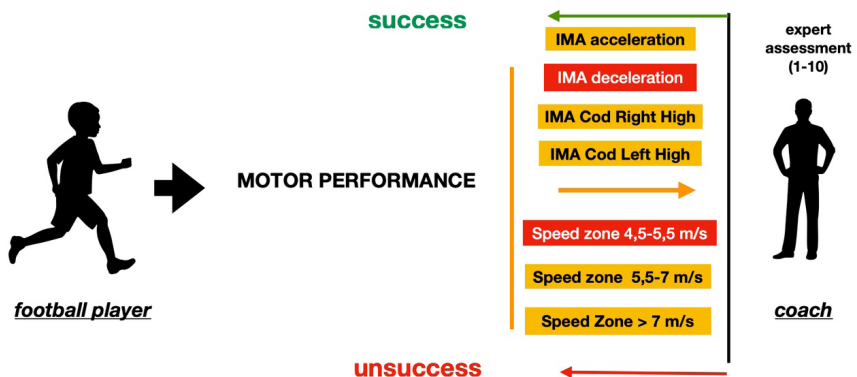 success
IMA acceleration
expert
assessment
(1-10)
IMA deceleration
IMA Cod Right High
IMA Cod Left High
MOTOR PERFORMANCE
Speed zone 4,5-5,5 m/s
Speed zone  5,5-7 m/s
Speed Zone > 7 m/s
football player
coach
unsuccess